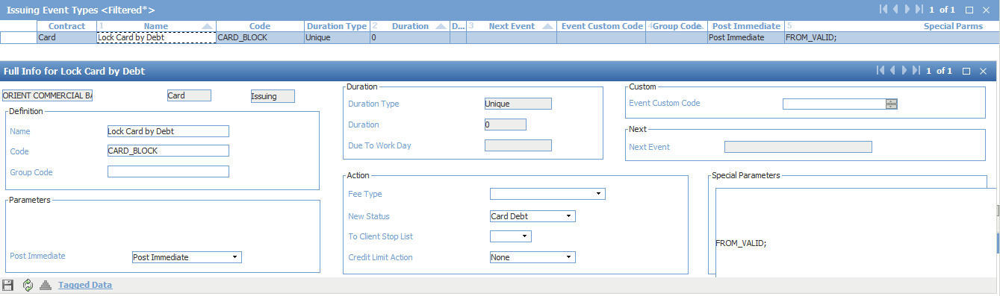 Issuing Event Types <Filtered*>
1 of 1
Contract 1 Name Code Duration Type 2 Duration D... 3 Next Event Event Custom Code 4 Group Code Post Immediate 5 Special Parms
Card Lock Card by Debt CARD_BLOCK Unique 0 Post Immediate FROM_VALID;
Full Info for Lock Card by Debt
1 of 1
ORIENT COMMERCIAL BA Card Issuing
Definition
Name Lock Card by Debt
Code CARD_BLOCK
Group Code
Parameters
Post Immediate Post Immediate
Duration
Duration Type Unique
Duration 0
Due To Work Day
Action
Fee Type
New Status Card Debt
To Client Stop List
Credit Limit Action None
Custom
Event Custom Code
Next
Next Event
Special Parameters
FROM_VALID;
Tagged Data